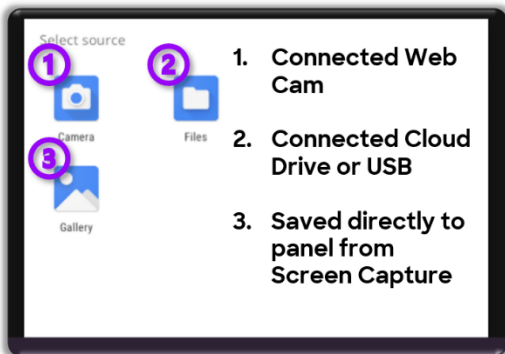 Select source
1
2
Camera
Files
3
Gallery
1. Connected Web
Cam
2. Connected Cloud
Drive or USB
3. Saved directly to
panel from
Screen Capture